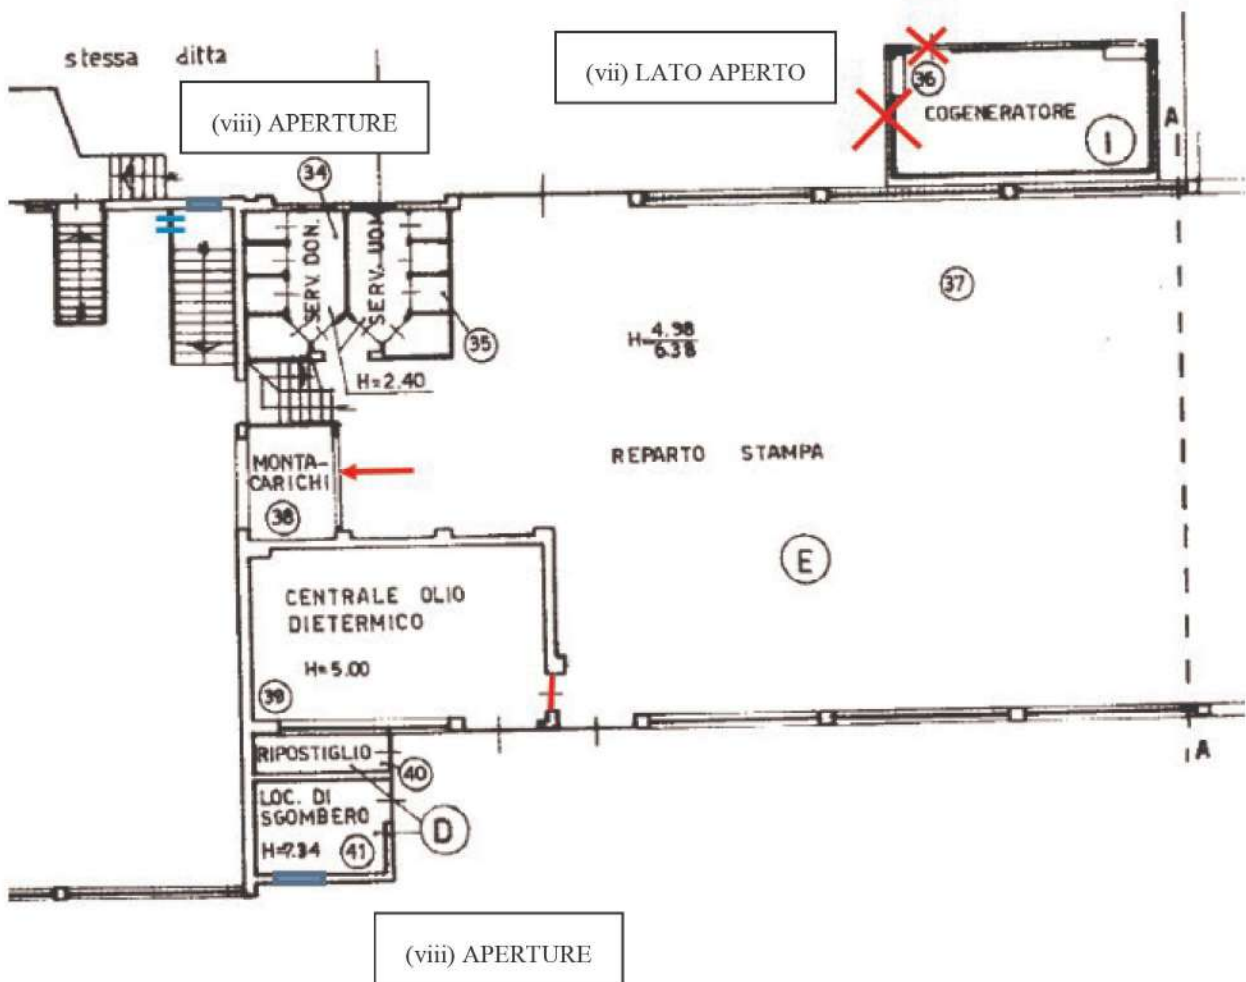 stessa ditta
(viii) APERTURE
(vii) LATO APERTO
36
COGENERATORE
I
A
34
SERV. DON.
SERV. UOM.
35
H=2.40
37
H=4.98
6.38
REPARTO STAMPA
MONTA-
CARICHI
38
E
CENTRALE OLIO
DIETERMICO
H=5.00
39
RIPOSTIGLIO
40
LOC. DI
SGOMBERO
H=7.34
41
D
A
(viii) APERTURE